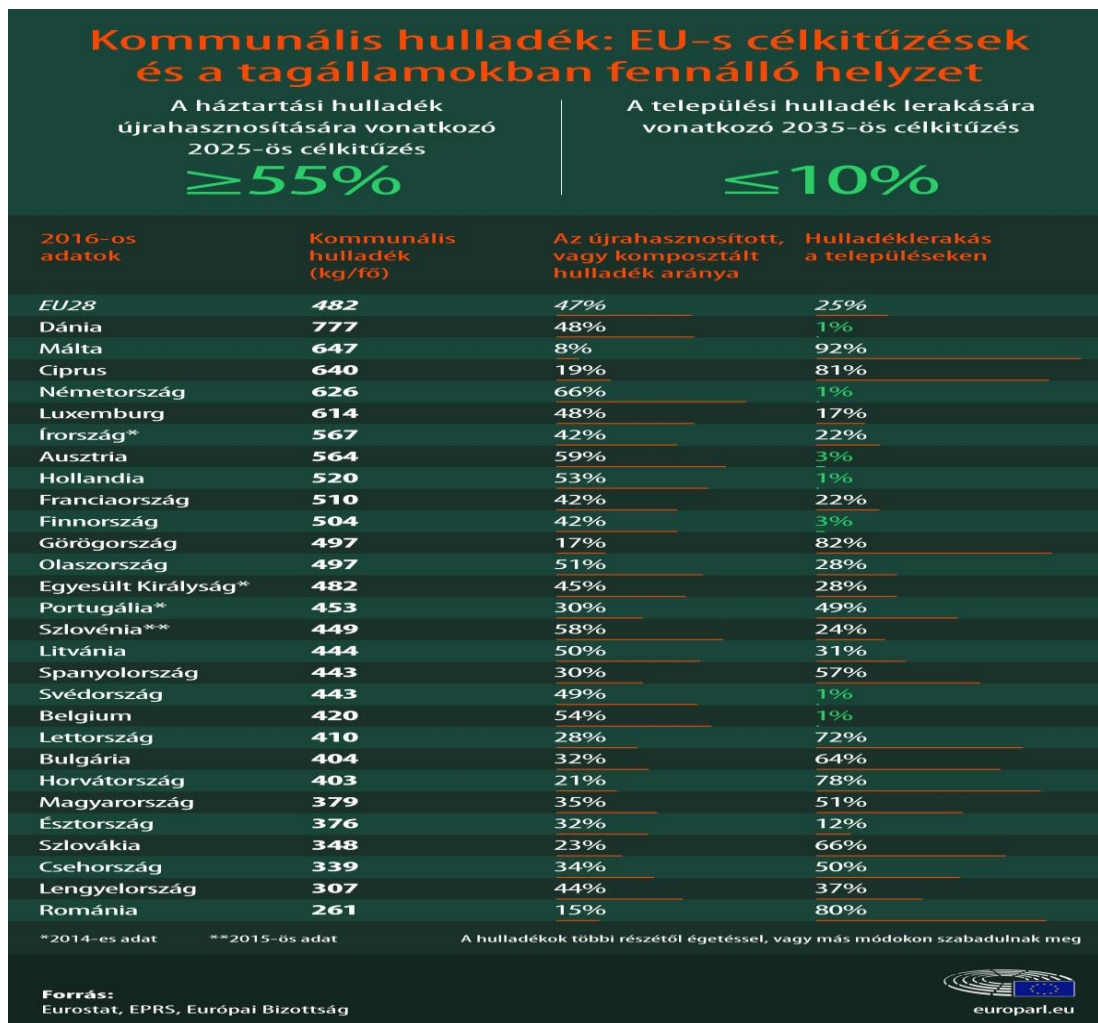 Kommunális hulladék: EU-s célkitűzések
és a tagállamokban fennálló helyzet
A háztartási hulladék
újrahasznosítására vonatkozó
2025-ös célkitűzés
≥55%
A települési hulladék lerakására
vonatkozó 2035-ös célkitűzés
≤10%
2016-os
adatok
Kommunális
hulladék
(kg/fő)
Az újrahasznosított,
vagy komposztált
hulladék aránya
Hulladéklerakás
a településeken
EU28 482 47% 25%
Dánia 777 48% 1%
Málta 647 8% 92%
Ciprus 640 19% 81%
Németország 626 66% 1%
Luxemburg 614 48% 17%
Írország* 567 42% 22%
Ausztria 564 59% 3%
Hollandia 520 53% 1%
Franciaország 510 42% 22%
Finnország 504 42% 3%
Görögország 497 17% 82%
Olaszország 497 51% 28%
Egyesült Királyság* 482 45% 28%
Portugália* 453 30% 49%
Szlovénia** 449 58% 24%
Litvánia 444 50% 31%
Spanyolország 443 30% 57%
Svédország 443 49% 1%
Belgium 420 54% 1%
Lettország 410 28% 72%
Bulgária 404 32% 64%
Horvátország 403 21% 78%
Magyarország 379 35% 51%
Észtország 376 32% 12%
Szlovákia 348 23% 66%
Csehország 339 34% 50%
Lengyelország 307 44% 37%
Románia 261 15% 80%
*2014-es adat **2015-ös adat A hulladékok többi részétől égetéssel, vagy más módokon szabadulnak meg
Forrás:
Eurostat, EPRS, Európai Bizottság
europarl.eu